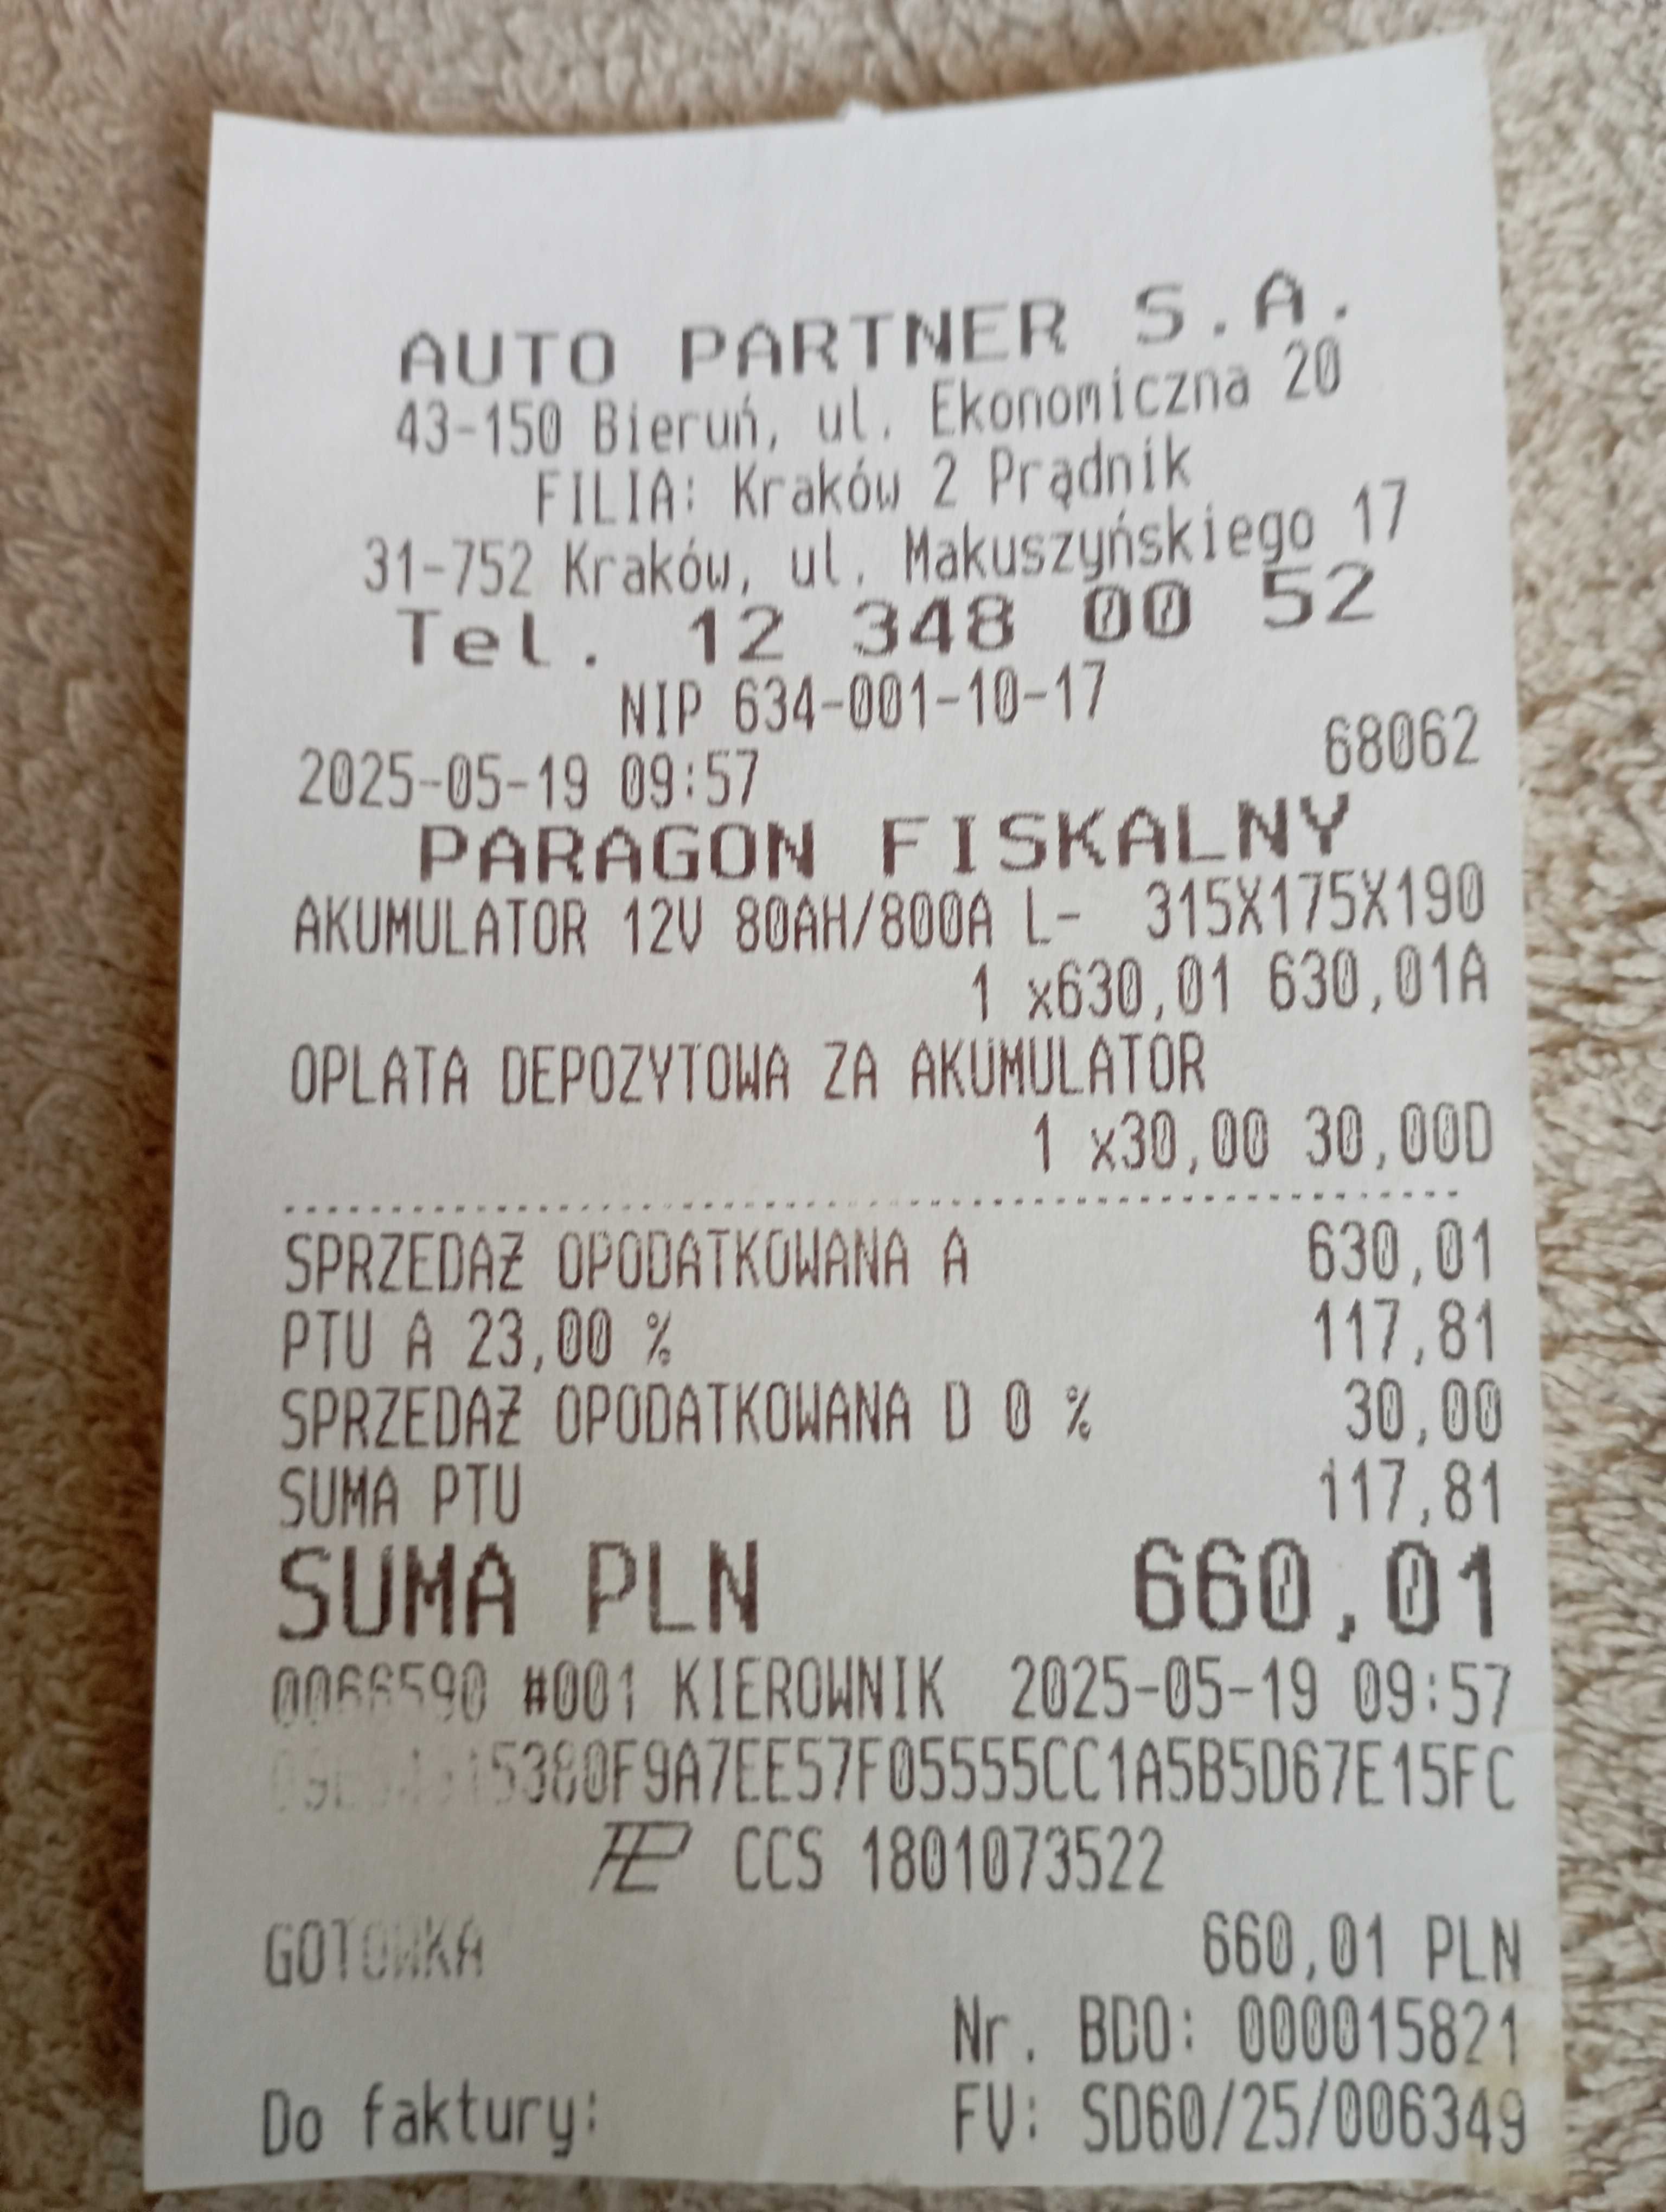 AUTO PARTNER S.A.
43-150 Bieruń, ul. Ekonomiczna 20
FILIA: Kraków 2 Prądnik
31-752 Kraków, ul. Makuszyńskiego 17
Tel. 12 348 00 52
NIP 634-001-10-17
2025-05-19 09:57 68062
PARAGON FISKALNY
AKUMULATOR 12V 80AH/800A L- 315X175X190
1 x630,01 630,01A
OPLATA DEPOZYTOWA ZA AKUMULATOR
1 x30,00 30,00D
SPRZEDAŻ OPODATKOWANA A 630,01
PTU A 23,00 % 117,81
SPRZEDAŻ OPODATKOWANA D 0 % 30,00
SUMA PTU 117,81
SUMA PLN 660,01
0066590 #001 KIEROWNIK 2025-05-19 09:57
CCS 1801073522
GOTÓWKA 660,01 PLN
Nr. BDO: 000015821
Do faktury: FV: SD60/25/006349